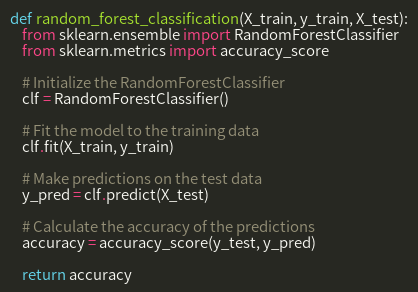 def random_forest_classification(X_train, y_train, X_test):
from sklearn.ensemble import RandomForestClassifier
from sklearn.metrics import accuracy_score
# Initialize the RandomForestClassifier
clf = RandomForestClassifier()
# Fit the model to the training data
clf.fit(X_train, y_train)
# Make predictions on the test data
y_pred = clf.predict(X_test)
# Calculate the accuracy of the predictions
accuracy = accuracy_score(y_test, y_pred)
return accuracy